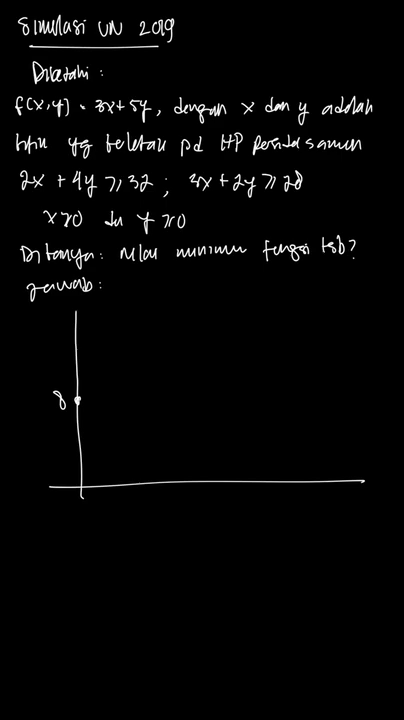 Simulasi UN 2019
Diketahui :
f(x,y) = 3x+5y, dengan x dan y adalah
titik yg terletak pd HP pertidaksamaan
2x + 4y ≥ 32 ; 3x + 2y ≥ 28
x ≥ 0 dan y ≥ 0
Ditanya : nilai minimum fungsi tsb?
Jawab :
8